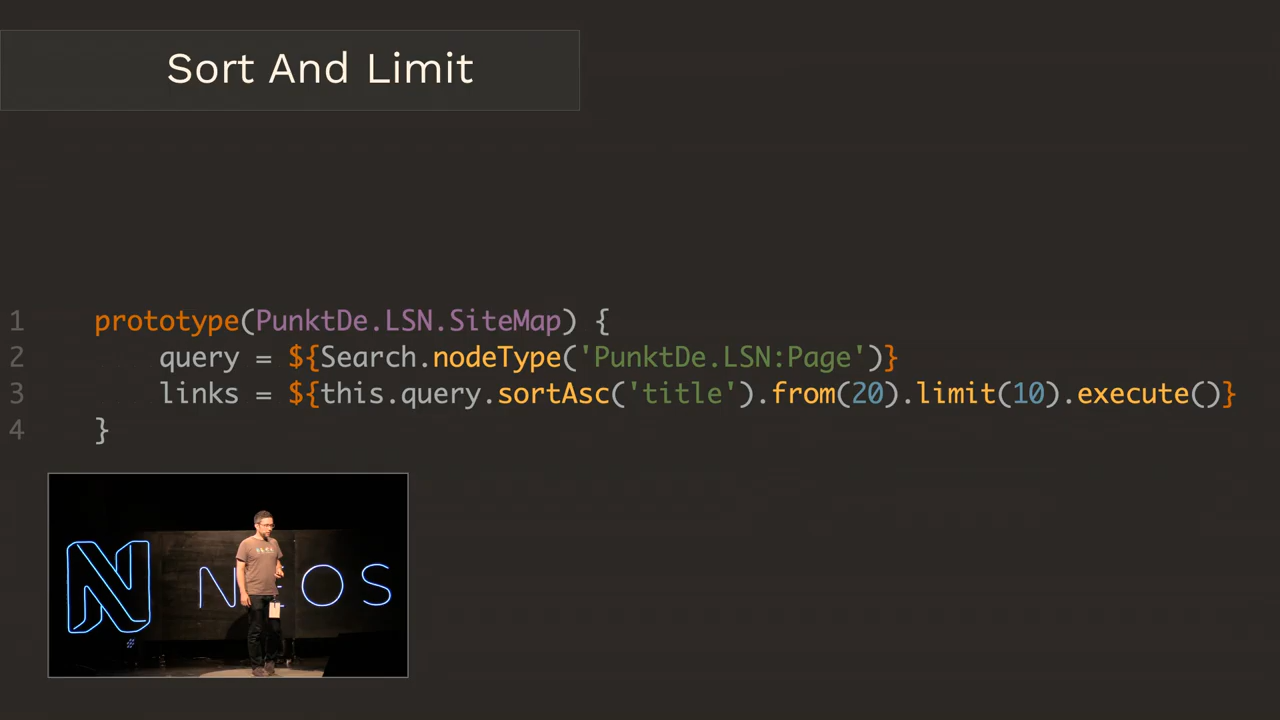 Sort And Limit
1 prototype(PunktDe.LSN.SiteMap) {
2 query = ${Search.nodeType('PunktDe.LSN:Page')}
3 links = ${this.query.sortAsc('title').from(20).limit(10).execute()}
4 }
N NEOS
#